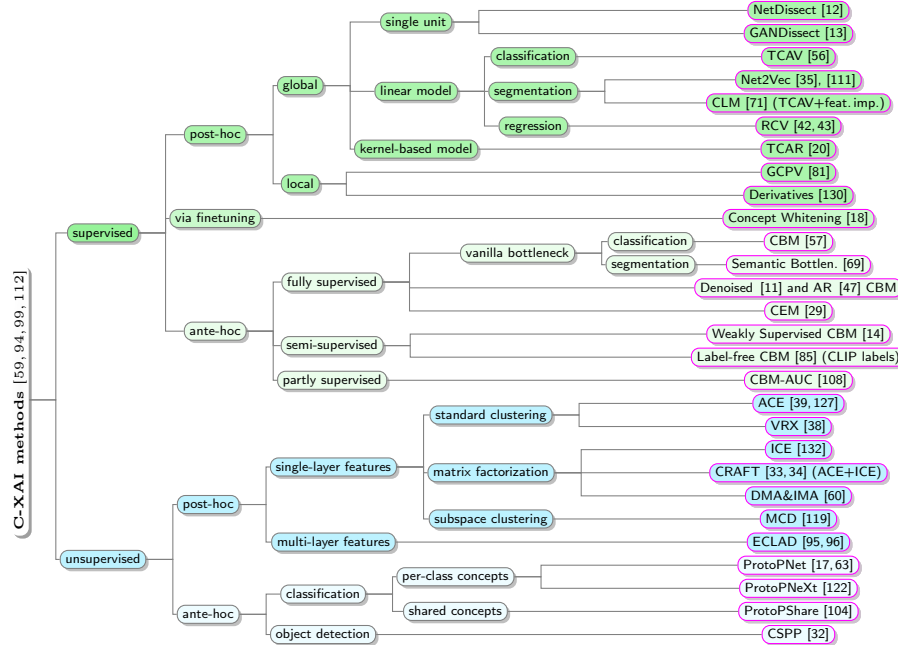 C-XAI methods [59, 94, 99, 112]
supervised
post-hoc
global
single unit
NetDissect [12]
GANDissect [13]
linear model
classification
TCAV [56]
segmentation
Net2Vec [35], [111]
CLM [71] (TCAV+feat. imp.)
regression
RCV [42, 43]
kernel-based model
TCAR [20]
local
GCPV [81]
Derivatives [130]
via finetuning
Concept Whitening [18]
ante-hoc
fully supervised
vanilla bottleneck
classification
CBM [57]
segmentation
Semantic Bottlen. [69]
Denoised [11] and AR [47] CBM
CEM [29]
semi-supervised
Weakly Supervised CBM [14]
Label-free CBM [85] (CLIP labels)
partly supervised
CBM-AUC [108]
unsupervised
post-hoc
single-layer features
standard clustering
ACE [39, 127]
VRX [38]
matrix factorization
ICE [132]
CRAFT [33, 34] (ACE+ICE)
DMA&IMA [60]
subspace clustering
MCD [119]
multi-layer features
ECLAD [95, 96]
ante-hoc
classification
per-class concepts
ProtoPNet [17, 63]
ProtoPNeXt [122]
shared concepts
ProtoPShare [104]
object detection
CSPP [32]